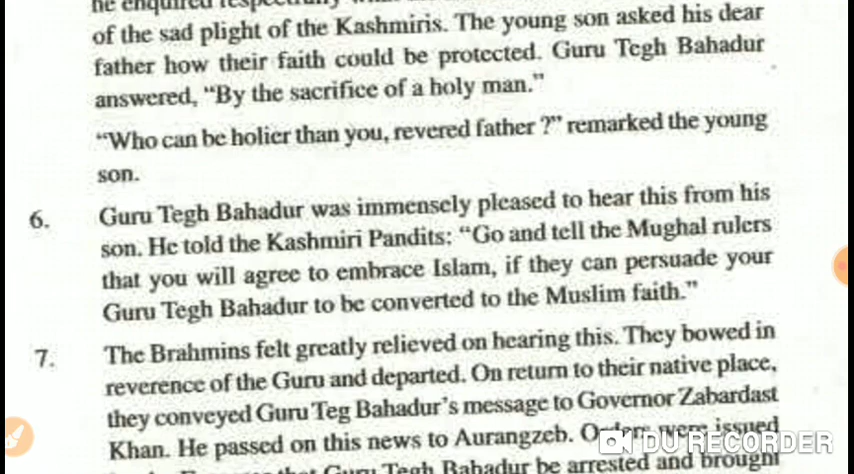 he enquired respectfully
of the sad plight of the Kashmiris. The young son asked his dear
father how their faith could be protected. Guru Tegh Bahadur
answered, “By the sacrifice of a holy man.”
“Who can be holier than you, revered father ?” remarked the young
son.
6. Guru Tegh Bahadur was immensely pleased to hear this from his
son. He told the Kashmiri Pandits: “Go and tell the Mughal rulers
that you will agree to embrace Islam, if they can persuade your
Guru Tegh Bahadur to be converted to the Muslim faith.”
7. The Brahmins felt greatly relieved on hearing this. They bowed in
reverence of the Guru and departed. On return to their native place,
they conveyed Guru Teg Bahadur’s message to Governor Zabardast
Khan. He passed on this news to Aurangzeb. Orders were issued
that Guru Tegh Bahadur be arrested and brought
DU RECORDER